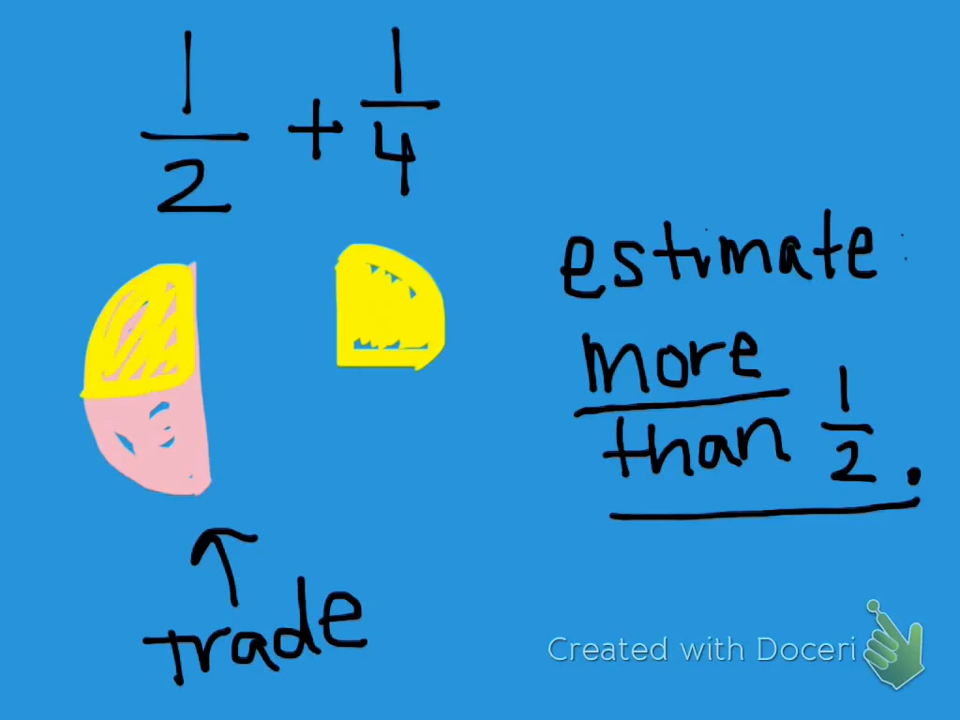 1/2 + 1/4
estimate:
more
than 1/2.
trade
Created with Doceri